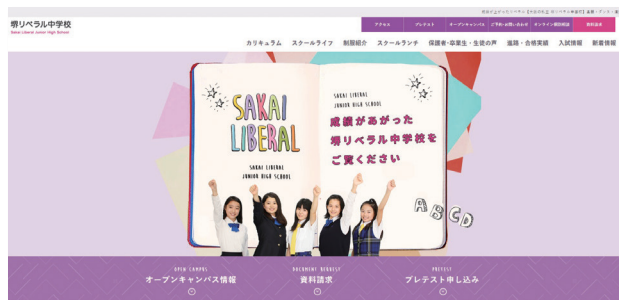 堺リベラル中学校
Sakai Liberal Junior High School
アクセス
プレテスト
オープンキャンパス
ご予約・お問い合わせ
オンライン個別相談
資料請求
カリキュラム
スクールライフ
制服紹介
スクールランチ
保護者・卒業生・生徒の声
進路・合格実績
入試情報
新着情報
SAKAI
LIBERAL
SAKAI LIBERAL
JUNIOR HIGH SCHOOL
SAKAI LIBERAL
JUNIOR HIGH SCHOOL
成績があがった
堺リベラル中学校を
ご覧ください
ABCD
OPEN CAMPUS
オープンキャンパス情報
DOCUMENT REQUEST
資料請求
PRETEST
プレテスト申し込み